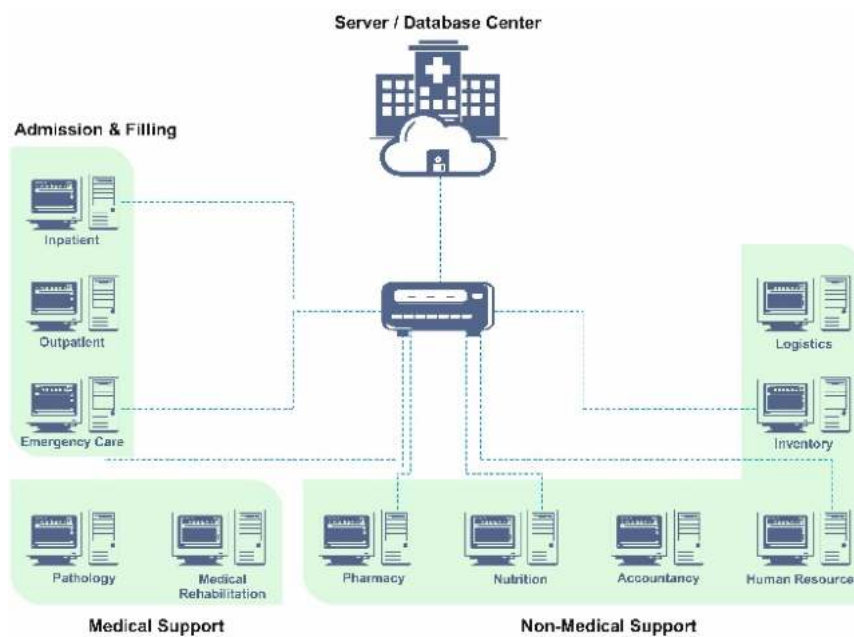 Server / Database Center
Admission & Filling
Inpatient
Outpatient
Logistics
Emergency Care
Inventory
Pathology
Medical
Rehabilitation
Pharmacy
Nutrition
Accountancy
Human Resource
Medical Support
Non-Medical Support